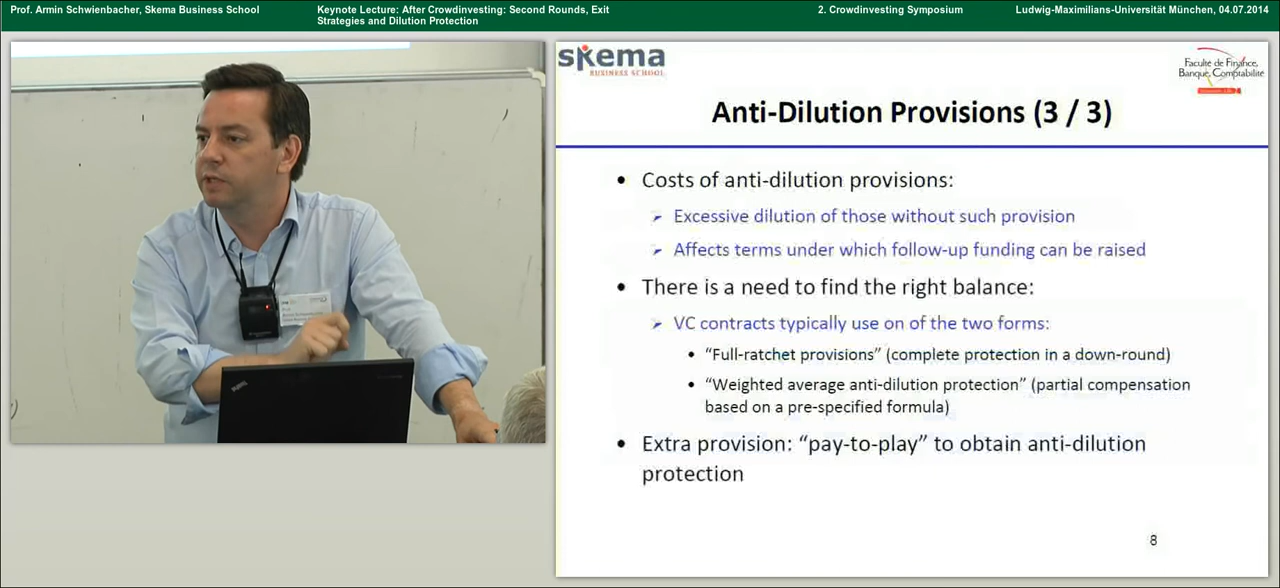 Prof. Armin Schwienbacher, Skema Business School
Keynote Lecture: After Crowdinvesting: Second Rounds, Exit
Strategies and Dilution Protection
2. Crowdinvesting Symposium
Ludwig-Maximilians-Universität München, 04.07.2014
skema
BUSINESS SCHOOL
Faculté de Finance,
Banque, Comptabilité
Anti-Dilution Provisions (3 / 3)
• Costs of anti-dilution provisions:
➢ Excessive dilution of those without such provision
➢ Affects terms under which follow-up funding can be raised
• There is a need to find the right balance:
➢ VC contracts typically use on of the two forms:
• “Full-ratchet provisions” (complete protection in a down-round)
• “Weighted average anti-dilution protection” (partial compensation
based on a pre-specified formula)
• Extra provision: “pay-to-play” to obtain anti-dilution
protection
8